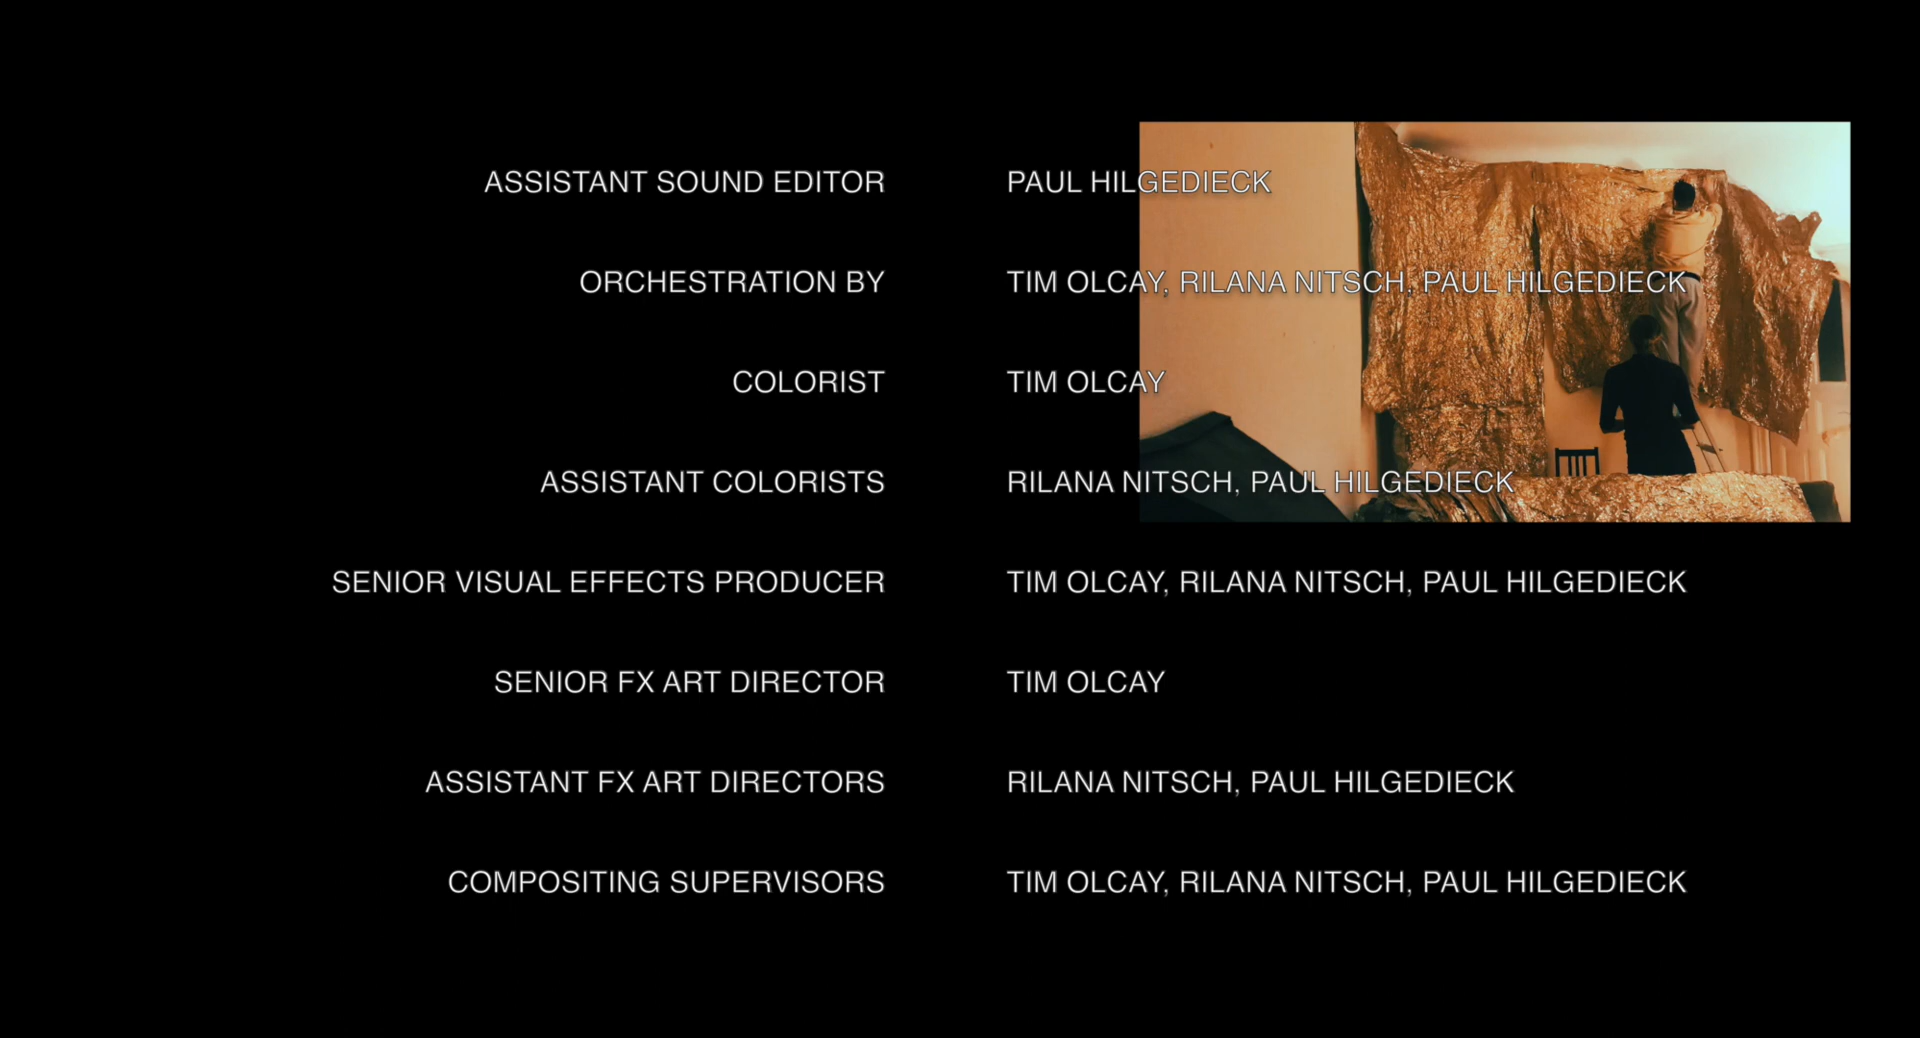 ASSISTANT SOUND EDITOR PAUL HILGEDIECK
ORCHESTRATION BY TIM OLCAY, RILANA NITSCH, PAUL HILGEDIECK
COLORIST TIM OLCAY
ASSISTANT COLORISTS RILANA NITSCH, PAUL HILGEDIECK
SENIOR VISUAL EFFECTS PRODUCER TIM OLCAY, RILANA NITSCH, PAUL HILGEDIECK
SENIOR FX ART DIRECTOR TIM OLCAY
ASSISTANT FX ART DIRECTORS RILANA NITSCH, PAUL HILGEDIECK
COMPOSITING SUPERVISORS TIM OLCAY, RILANA NITSCH, PAUL HILGEDIECK